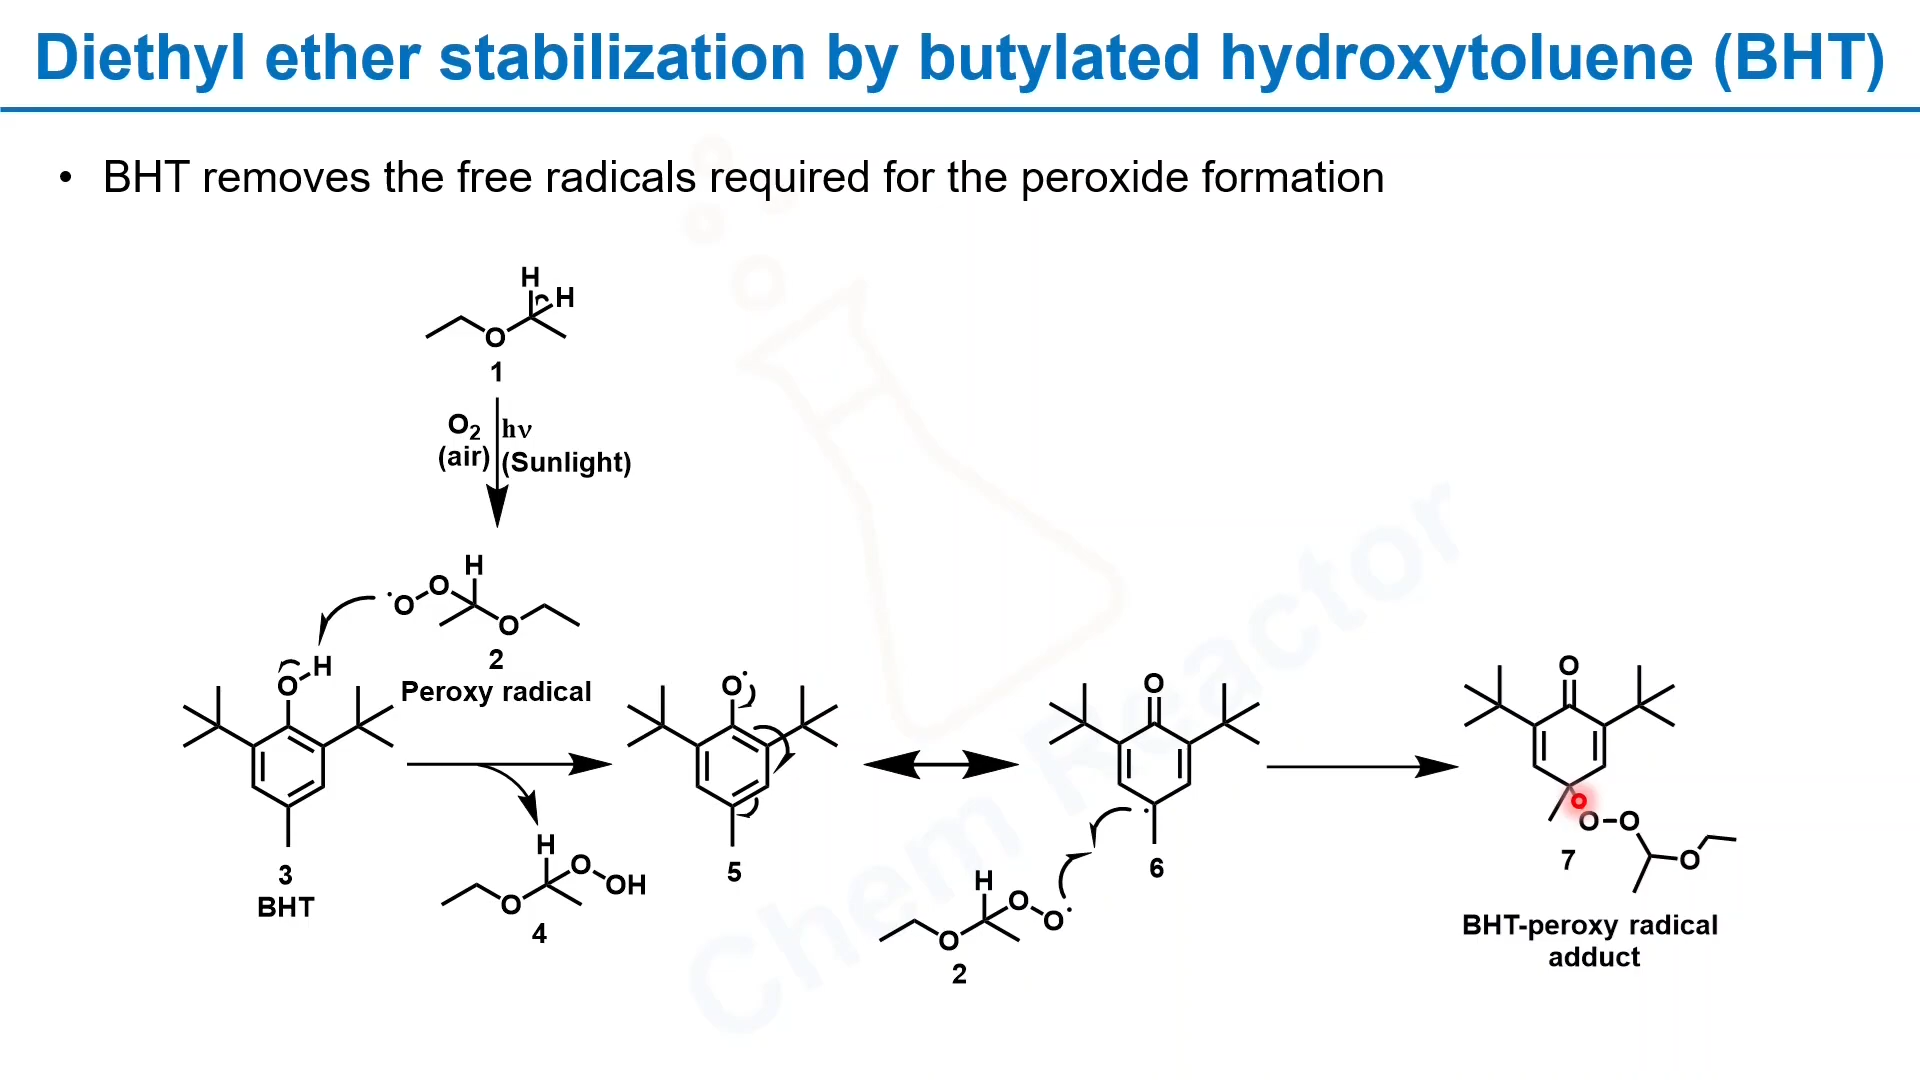 Diethyl ether stabilization by butylated hydroxytoluene (BHT)
• BHT removes the free radicals required for the peroxide formation
H
H
O
1
O₂ hν
(air) (Sunlight)
H
O
·O
O
2
Peroxy radical
H
O
3
BHT
H
O
OH
O
4
O·
5
O
6
H
O
O·
O
2
O
O-O
O
7
BHT-peroxy radical
adduct
Chem Reactor